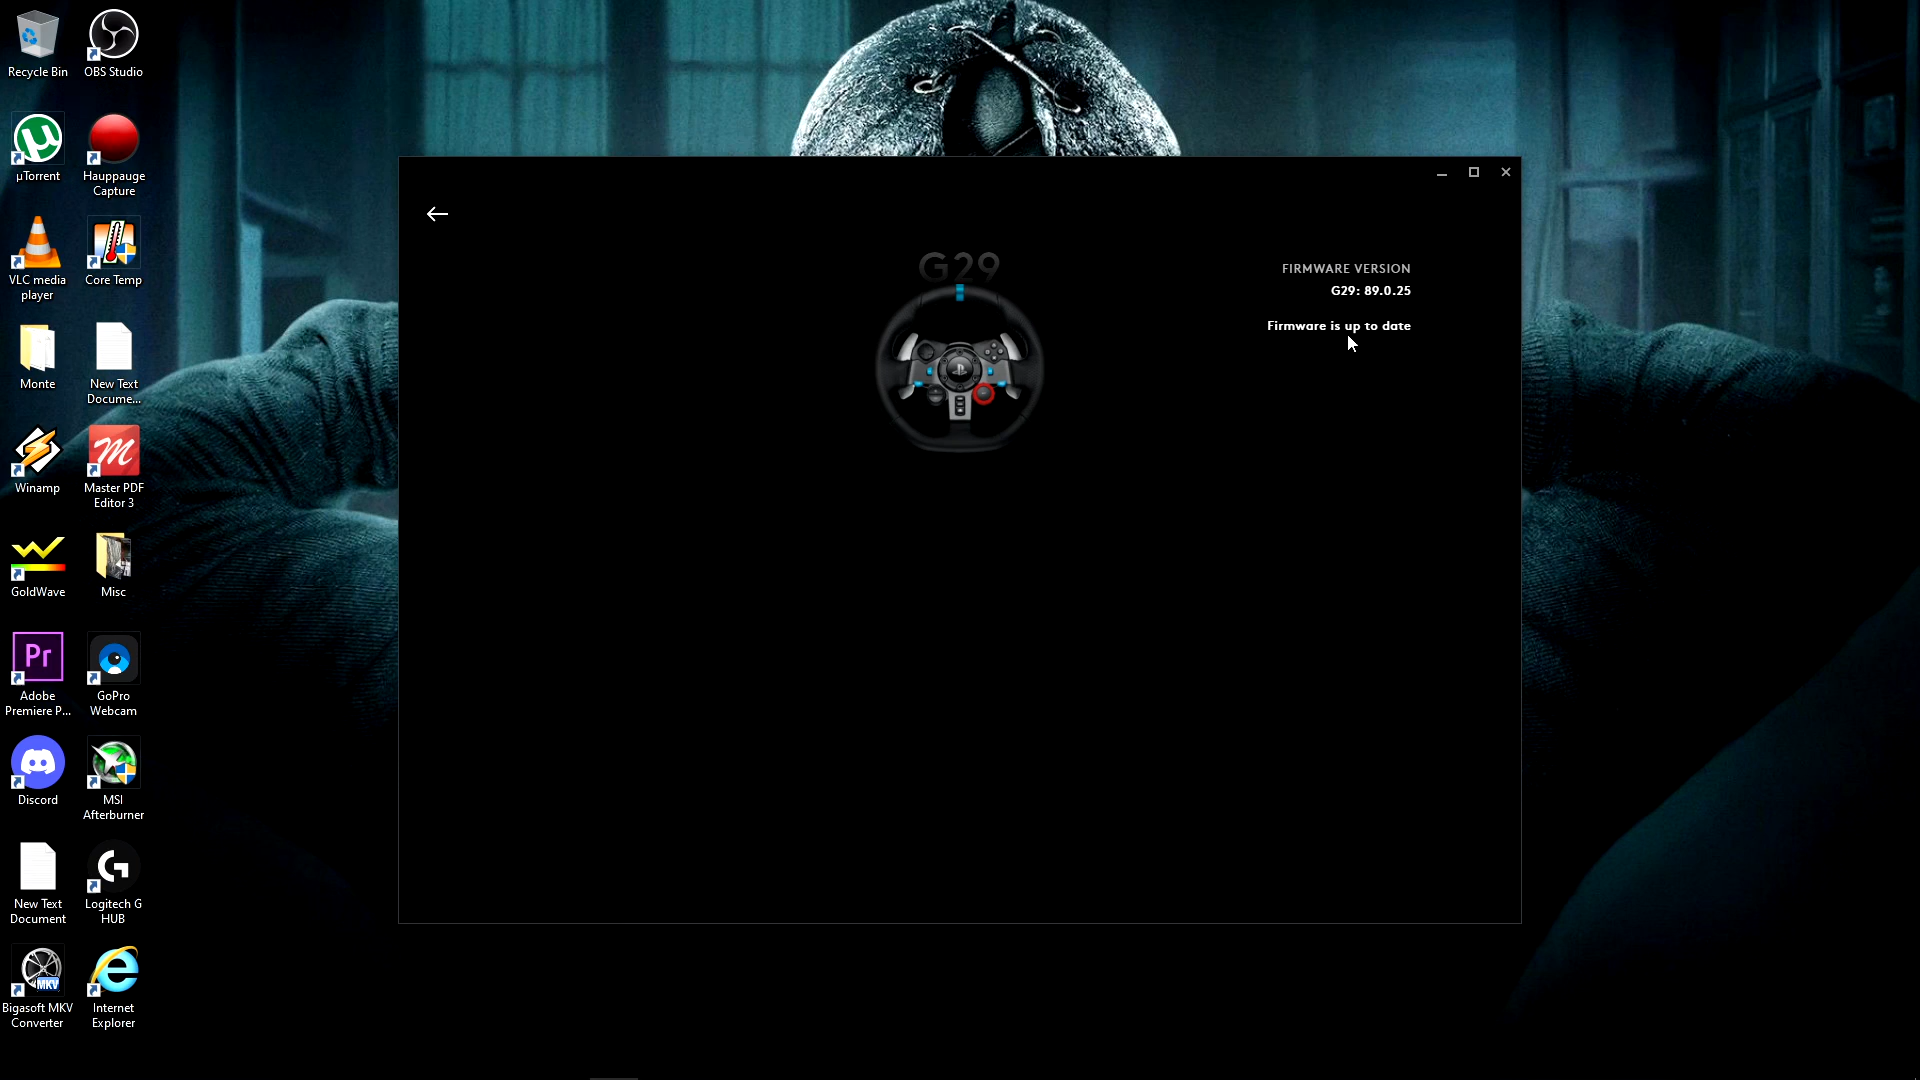 Recycle Bin
OBS Studio
µTorrent
Hauppauge
Capture
VLC media
player
Core Temp
Monte
New Text
Docume...
Winamp
Master PDF
Editor 3
GoldWave
Misc
Pr
Adobe
Premiere P...
GoPro
Webcam
Discord
MSI
Afterburner
New Text
Document
Logitech G
HUB
MKV
Bigasoft MKV
Converter
Internet
Explorer
G29
FIRMWARE VERSION
G29: 89.0.25
Firmware is up to date